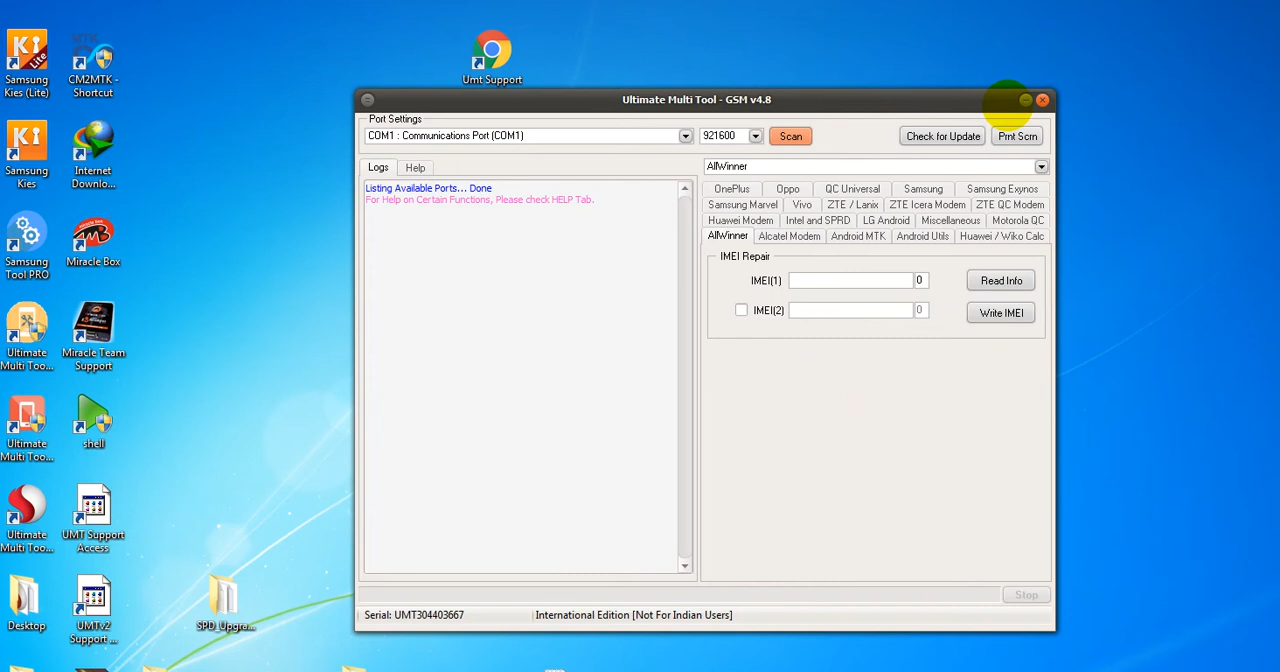 Samsung
Kies (Lite)
CM2MTK -
Shortcut
Umt Support
Samsung
Kies
Internet
Downlo...
Samsung
Tool PRO
Miracle Box
Ultimate
Multi Too...
Miracle Team
Support
Ultimate
Multi Too...
shell
Ultimate
Multi Too...
UMT Support
Access
Desktop
UMTv2
Support ...
SPD_Upgra...
Ultimate Multi Tool - GSM v4.8
Port Settings
COM1 : Communications Port (COM1)
921600
Scan
Check for Update
Prnt Scrn
Logs
Help
Listing Available Ports... Done
For Help on Certain Functions, Please check HELP Tab.
AllWinner
OnePlus
Oppo
QC Universal
Samsung
Samsung Exynos
Samsung Marvel
Vivo
ZTE / Lanix
ZTE Icera Modem
ZTE QC Modem
Huawei Modem
Intel and SPRD
LG Android
Miscellaneous
Motorola QC
AllWinner
Alcatel Modem
Android MTK
Android Utils
Huawei / Wiko Calc
IMEI Repair
IMEI(1)
0
Read Info
IMEI(2)
0
Write IMEI
Stop
Serial: UMT304403667
International Edition [Not For Indian Users]